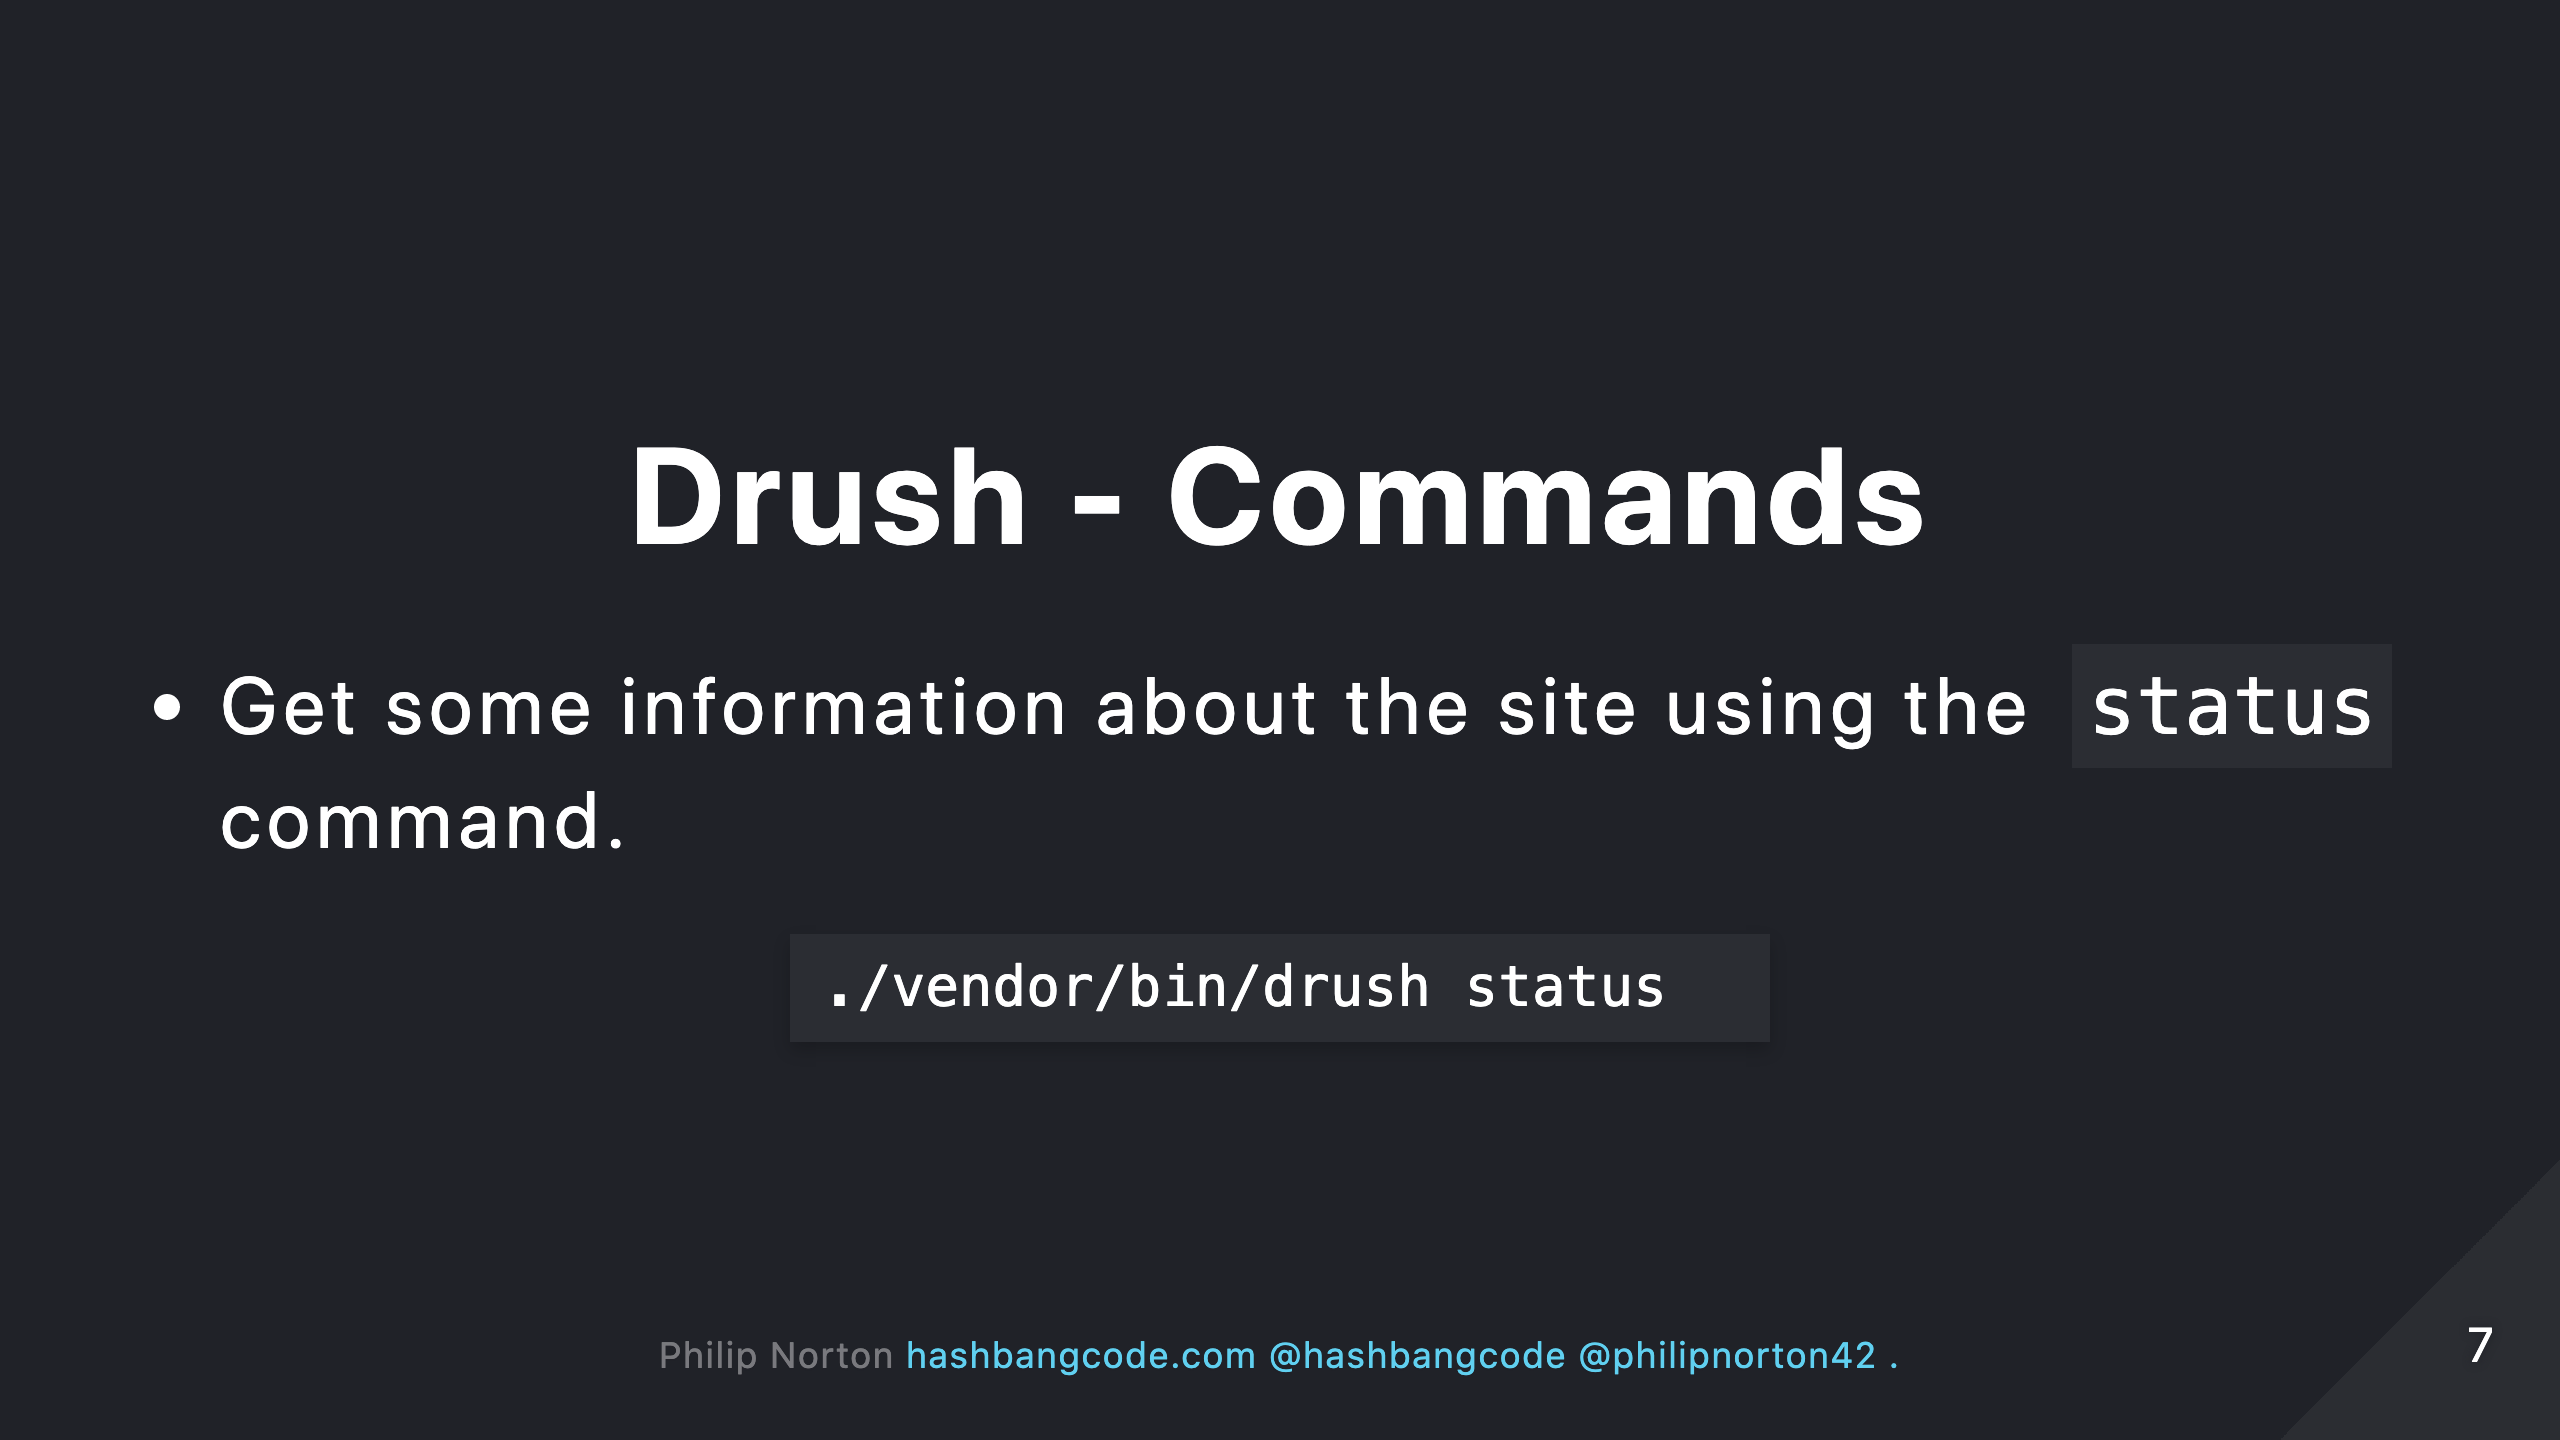 Drush - Commands
• Get some information about the site using the status
command.
./vendor/bin/drush status
Philip Norton hashbangcode.com @hashbangcode @philipnorton42 .
7